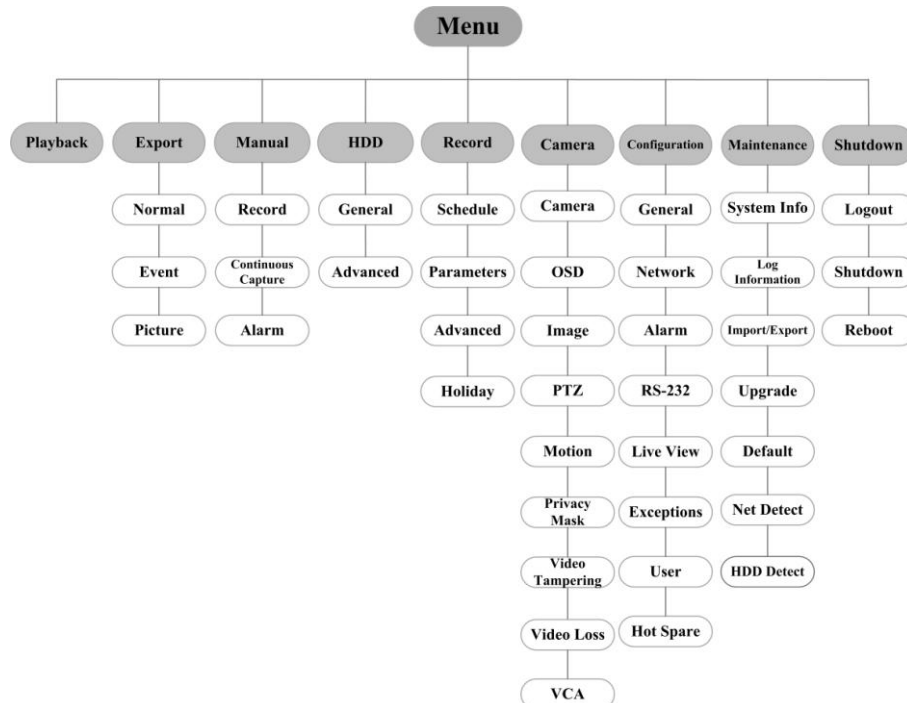 Menu
Playback
Export
Manual
HDD
Record
Camera
Configuration
Maintenance
Shutdown
Normal
Record
General
Schedule
Camera
General
System Info
Logout
Event
Continuous
Capture
Advanced
Parameters
OSD
Network
Log
Information
Shutdown
Picture
Alarm
Advanced
Image
Alarm
Import/Export
Reboot
Holiday
PTZ
RS-232
Upgrade
Motion
Live View
Default
Privacy
Mask
Exceptions
Net Detect
Video
Tampering
User
HDD Detect
Video Loss
Hot Spare
VCA